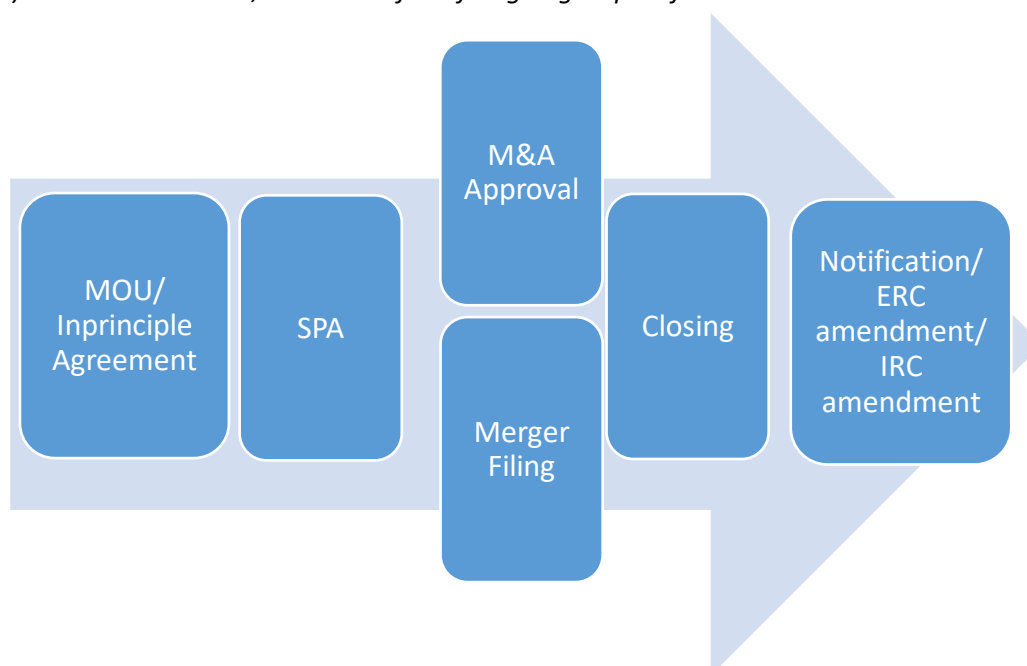 MOU/
Inprinciple
Agreement
SPA
M&A
Approval
Merger
Filing
Closing
Notification/
ERC
amendment/
IRC
amendment